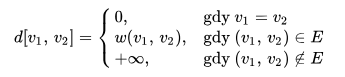 d[v₁, v₂] = { 0, gdy v₁ = v₂
w(v₁, v₂), gdy (v₁, v₂) ∈ E
+∞, gdy (v₁, v₂) ∉ E